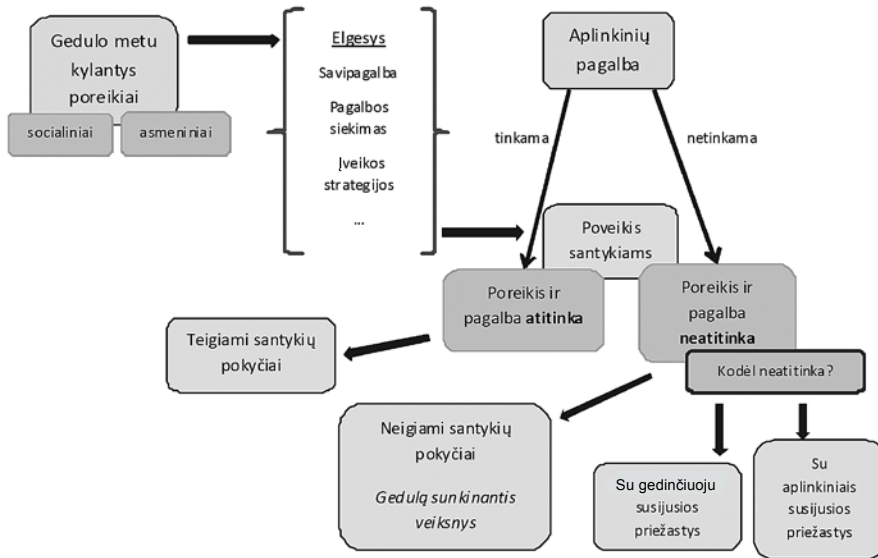 Gedulo metu
kylantys
poreikiai
socialiniai
asmeniniai
Elgesys
Savipagalba
Pagalbos
siekimas
Įveikos
strategijos
...
Aplinkinių
pagalba
tinkama
netinkama
Poveikis
santykiams
Poreikis ir
pagalba atitinka
Poreikis ir
pagalba
neatitinka
Kodėl neatitinka?
Teigiami santykių
pokyčiai
Neigiami santykių
pokyčiai
Gedulą sunkinantis
veiksnys
Su gedinčiuoju
susijusios
priežastys
Su
aplinkiniais
susijusios
priežastys